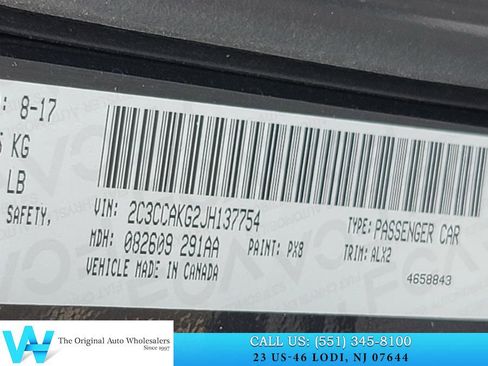 : 8-17
KG
LB
SAFETY,
VIN: 2C3CCAKG2JH137754
TYPE: PASSENGER CAR
MDH: 082609 291AA
PAINT: PX8
TRIM: ALX2
VEHICLE MADE IN CANADA
4658843
The Original Auto Wholesalers
Since 1997
CALL US: (551) 345-8100
23 US-46 LODI, NJ 07644